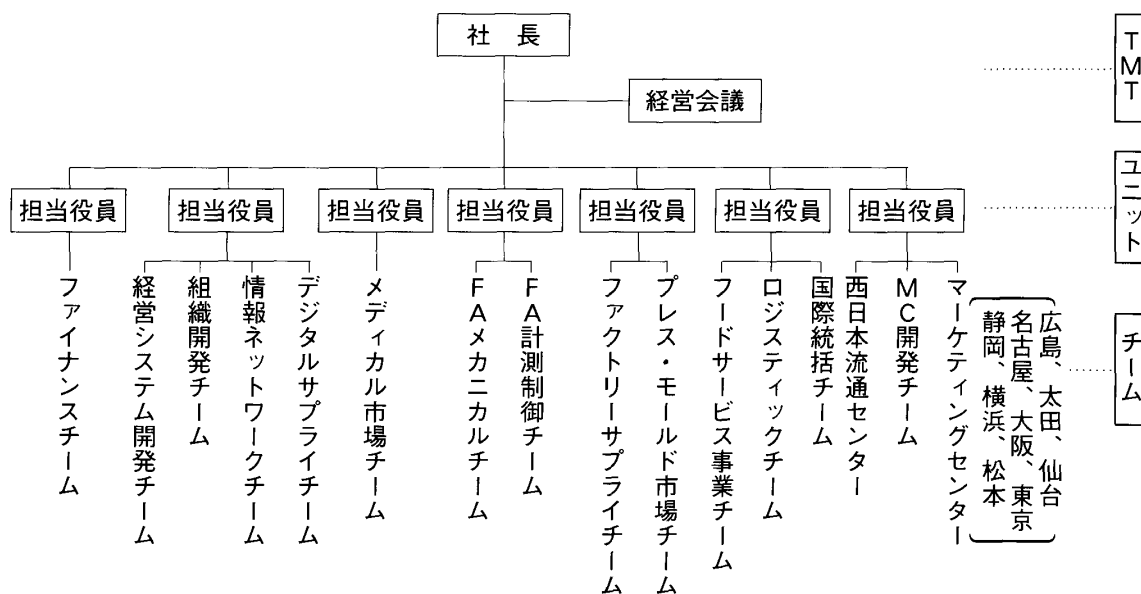 社 長
TMT
経営会議
ユニット
担当役員
担当役員
担当役員
担当役員
担当役員
担当役員
担当役員
ファイナンスチーム
経営システム開発チーム
組織開発チーム
情報ネットワークチーム
デジタルサプライチーム
メディカル市場チーム
FAメカニカルチーム
FA計測制御チーム
ファクトリーサプライチーム
プレス・モールド市場チーム
フードサービス事業チーム
ロジスティックチーム
国際統括チーム
西日本流通センター
MC開発チーム
マーケティングセンター
広島、太田、仙台
名古屋、大阪、東京
静岡、横浜、松本
チーム